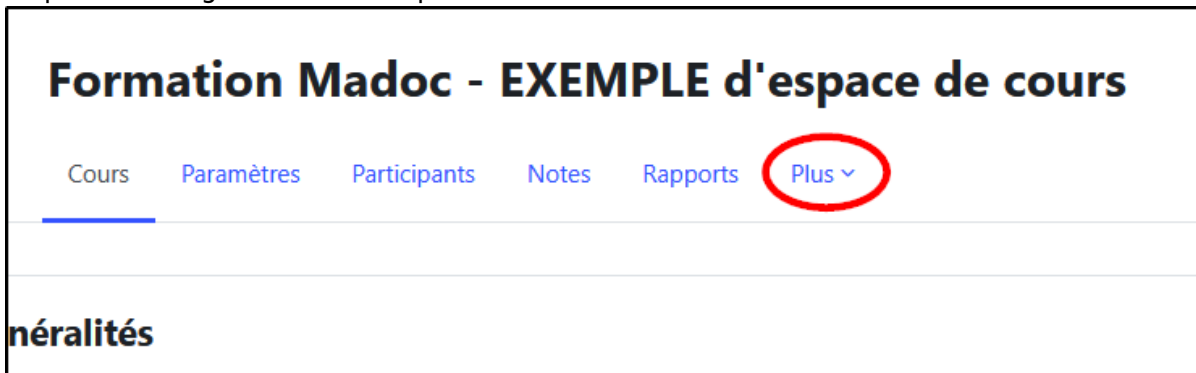 Formation Madoc - EXEMPLE d'espace de cours
Cours Paramètres Participants Notes Rapports Plus
néralités